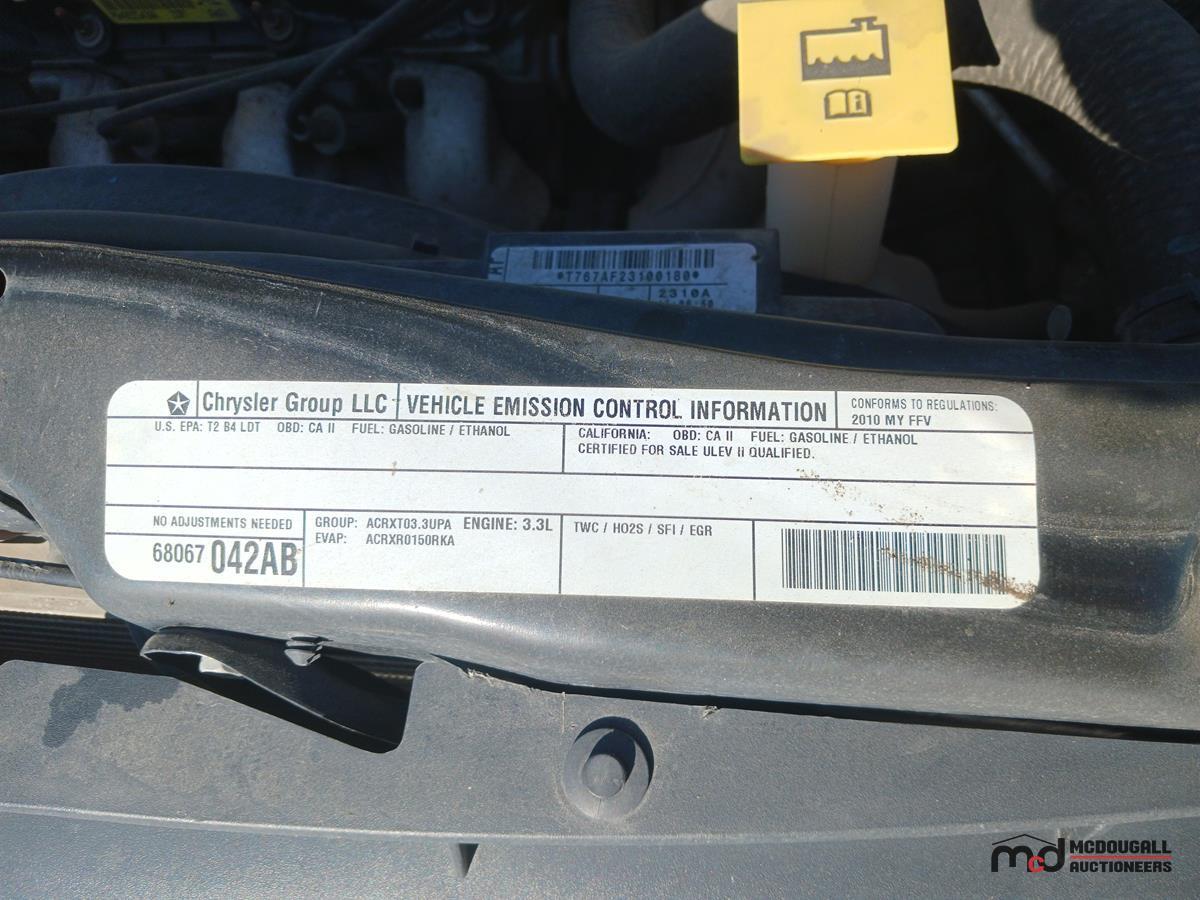 *T767AF23100180*
2310A
Chrysler Group LLC
VEHICLE EMISSION CONTROL INFORMATION
CONFORMS TO REGULATIONS:
2010 MY FFV
U.S. EPA: T2 B4 LDT OBD: CA II FUEL: GASOLINE / ETHANOL
CALIFORNIA: OBD: CA II FUEL: GASOLINE / ETHANOL
CERTIFIED FOR SALE ULEV II QUALIFIED.
NO ADJUSTMENTS NEEDED
68067 042AB
GROUP: ACRXT03.3UPA ENGINE: 3.3L
EVAP: ACRXR0150RKA
TWC / HO2S / SFI / EGR
mcd MCDOUGALL
AUCTIONEERS